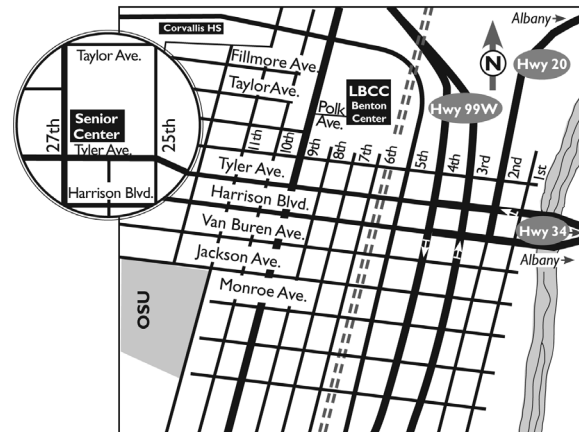 Corvallis HS
Albany
N
Hwy 20
Fillmore Ave.
Taylor Ave.
Taylor Ave.
LBCC
Benton
Center
Hwy 99W
Polk
Ave.
Senior
Center
27th
25th
Tyler Ave.
11th
10th
9th
8th
7th
6th
5th
4th
3rd
2nd
1st
Tyler Ave.
Harrison Blvd.
Harrison Blvd.
Van Buren Ave.
Hwy 34
Jackson Ave.
Albany
Monroe Ave.
OSU